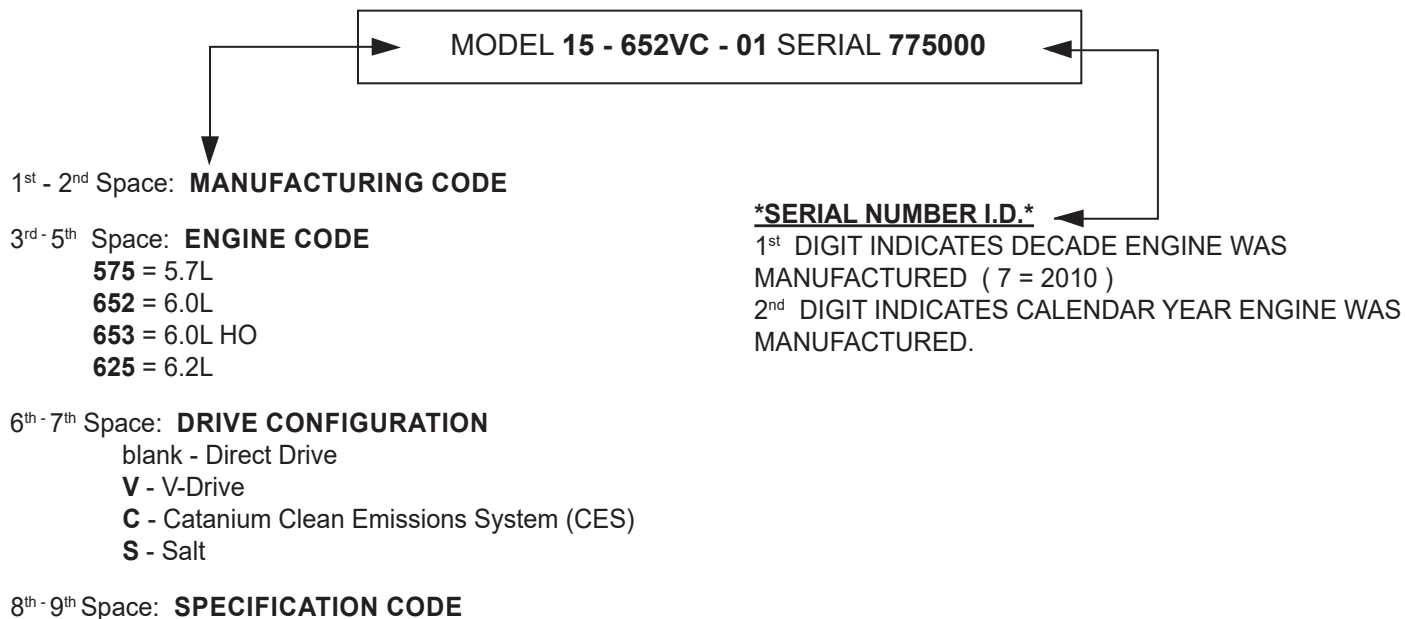 MODEL 15 - 652VC - 01 SERIAL 775000
1st - 2nd Space: MANUFACTURING CODE
3rd - 5th Space: ENGINE CODE
575 = 5.7L
652 = 6.0L
653 = 6.0L HO
625 = 6.2L
6th - 7th Space: DRIVE CONFIGURATION
blank - Direct Drive
V - V-Drive
C - Catanium Clean Emissions System (CES)
S - Salt
8th - 9th Space: SPECIFICATION CODE
*SERIAL NUMBER I.D.*
1st DIGIT INDICATES DECADE ENGINE WAS
MANUFACTURED ( 7 = 2010 )
2nd DIGIT INDICATES CALENDAR YEAR ENGINE WAS
MANUFACTURED.